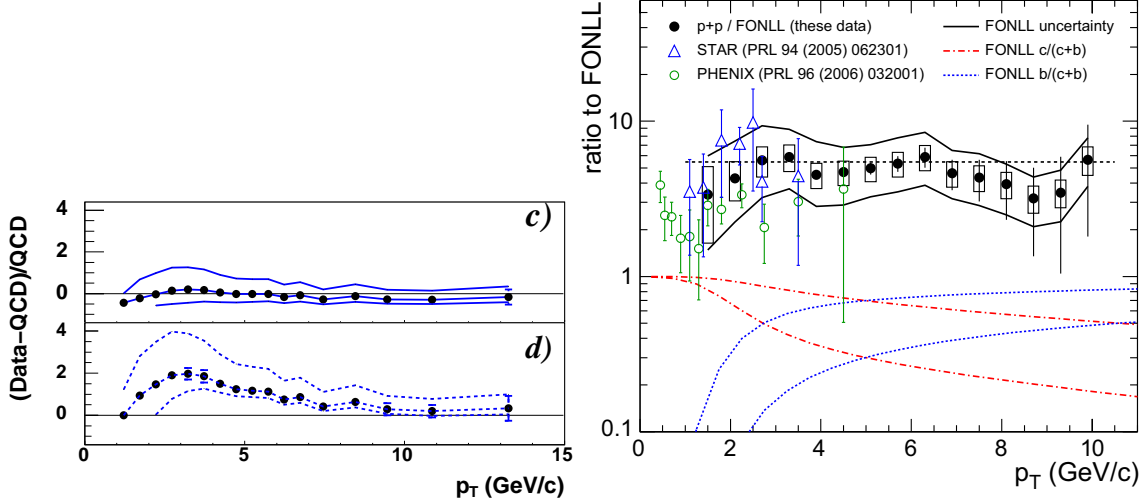 c)
4
2
0
d)
4
2
0
(Data−QCD)/QCD
0
5
10
15
p_T (GeV/c)
p+p / FONLL (these data)
STAR (PRL 94 (2005) 062301)
PHENIX (PRL 96 (2006) 032001)
FONLL uncertainty
FONLL c/(c+b)
FONLL b/(c+b)
ratio to FONLL
10
1
0.1
0
2
4
6
8
10
p_T (GeV/c)